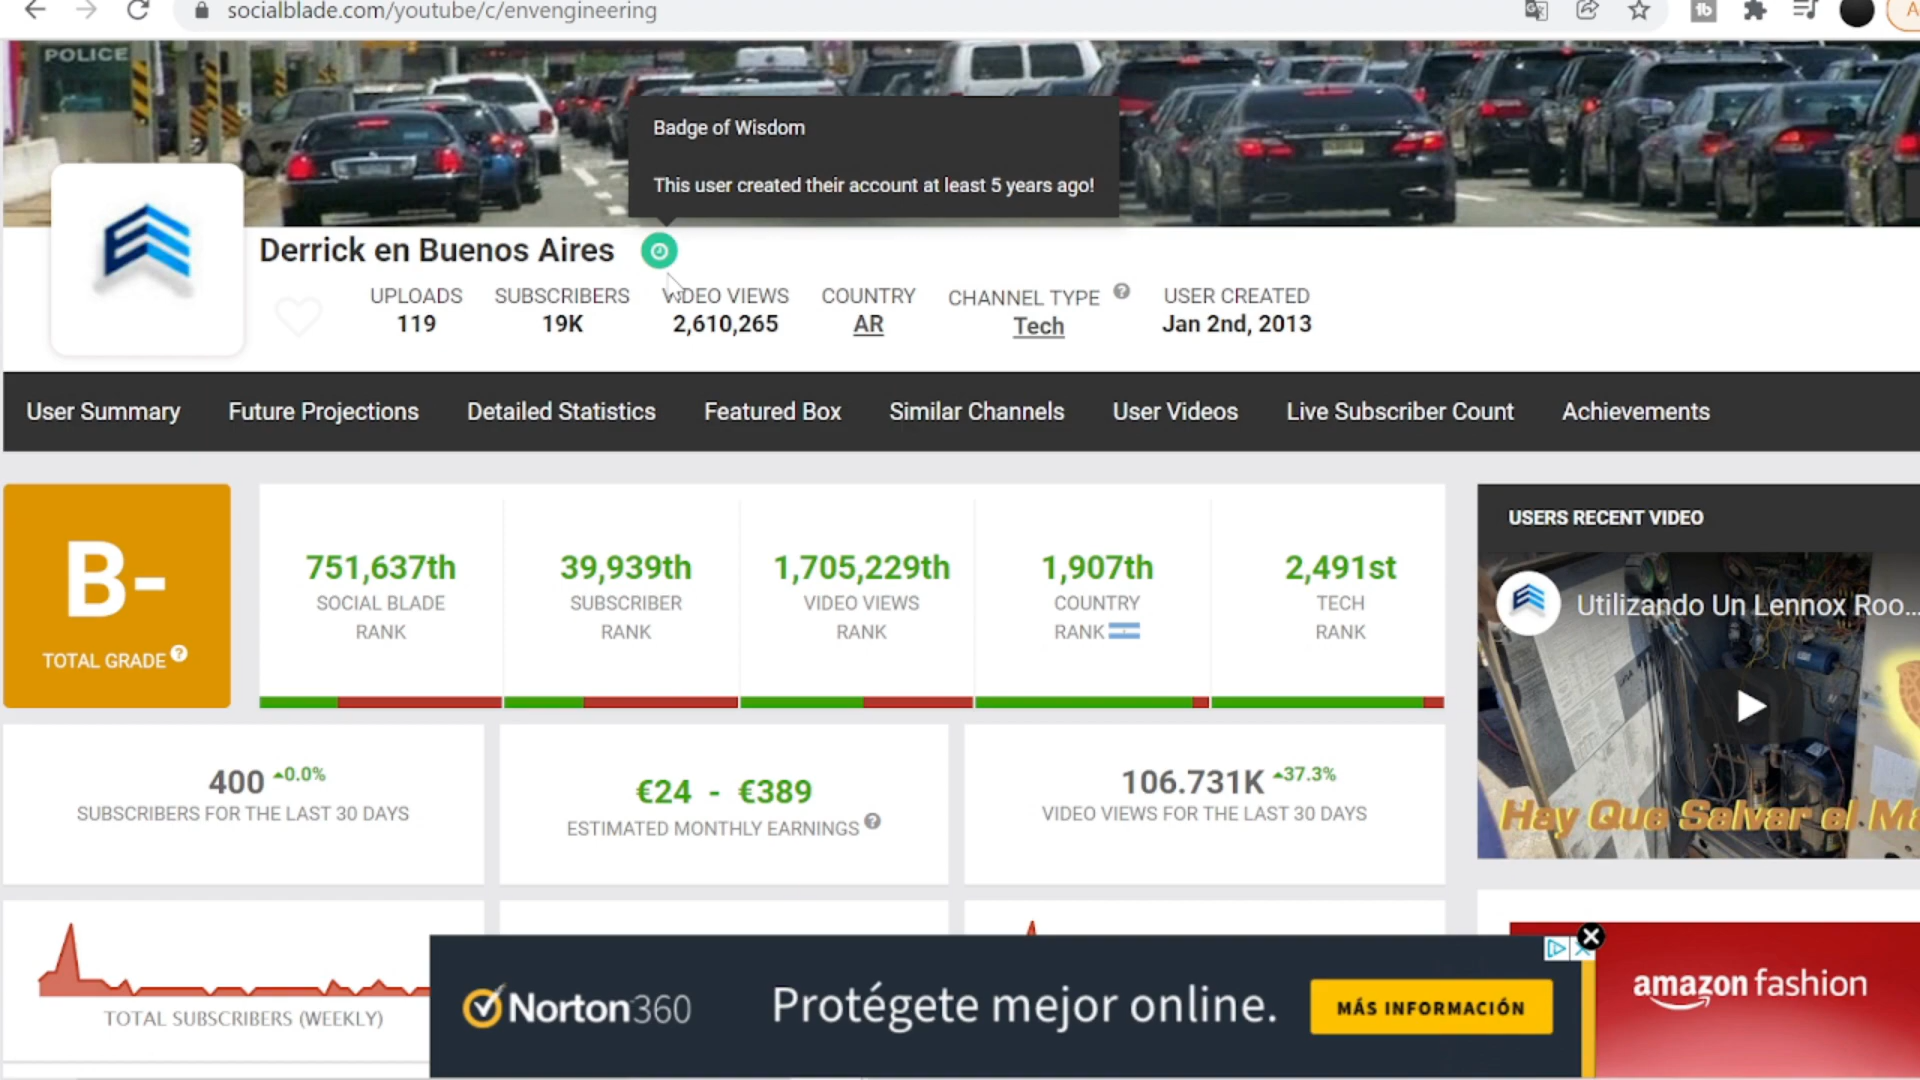 socialblade.com/youtube/c/envengineering
POLICE
Badge of Wisdom
This user created their account at least 5 years ago!
Derrick en Buenos Aires
UPLOADS
119
SUBSCRIBERS
19K
VIDEO VIEWS
2,610,265
COUNTRY
AR
CHANNEL TYPE ?
Tech
USER CREATED
Jan 2nd, 2013
User Summary
Future Projections
Detailed Statistics
Featured Box
Similar Channels
User Videos
Live Subscriber Count
Achievements
B-
TOTAL GRADE ?
751,637th
SOCIAL BLADE
RANK
39,939th
SUBSCRIBER
RANK
1,705,229th
VIDEO VIEWS
RANK
1,907th
COUNTRY
RANK
2,491st
TECH
RANK
USERS RECENT VIDEO
Utilizando Un Lennox Roo...
Hay Que Salvar el
400 0.0%
SUBSCRIBERS FOR THE LAST 30 DAYS
€24 - €389
ESTIMATED MONTHLY EARNINGS ?
106.731K 37.3%
VIDEO VIEWS FOR THE LAST 30 DAYS
TOTAL SUBSCRIBERS (WEEKLY)
Norton 360
Protégete mejor online.
MÁS INFORMACIÓN
amazon fashion